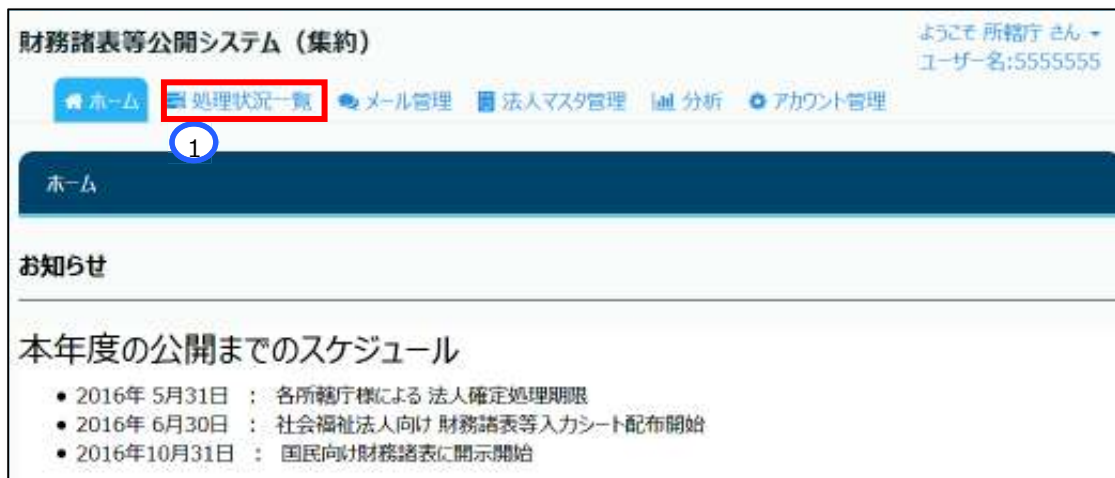 財務諸表等公開システム（集約）
ようこそ 所轄庁 さん
ユーザー名:5555555
ホーム 処理状況一覧 メール管理 法人マスタ管理 分析 アカウント管理
1
ホーム
お知らせ
本年度の公開までのスケジュール
• 2016年 5月31日 ： 各所轄庁様による 法人確定処理期限
• 2016年 6月30日 ： 社会福祉法人向け 財務諸表等入力シート配布開始
• 2016年10月31日 ： 国民向け財務諸表に開示開始